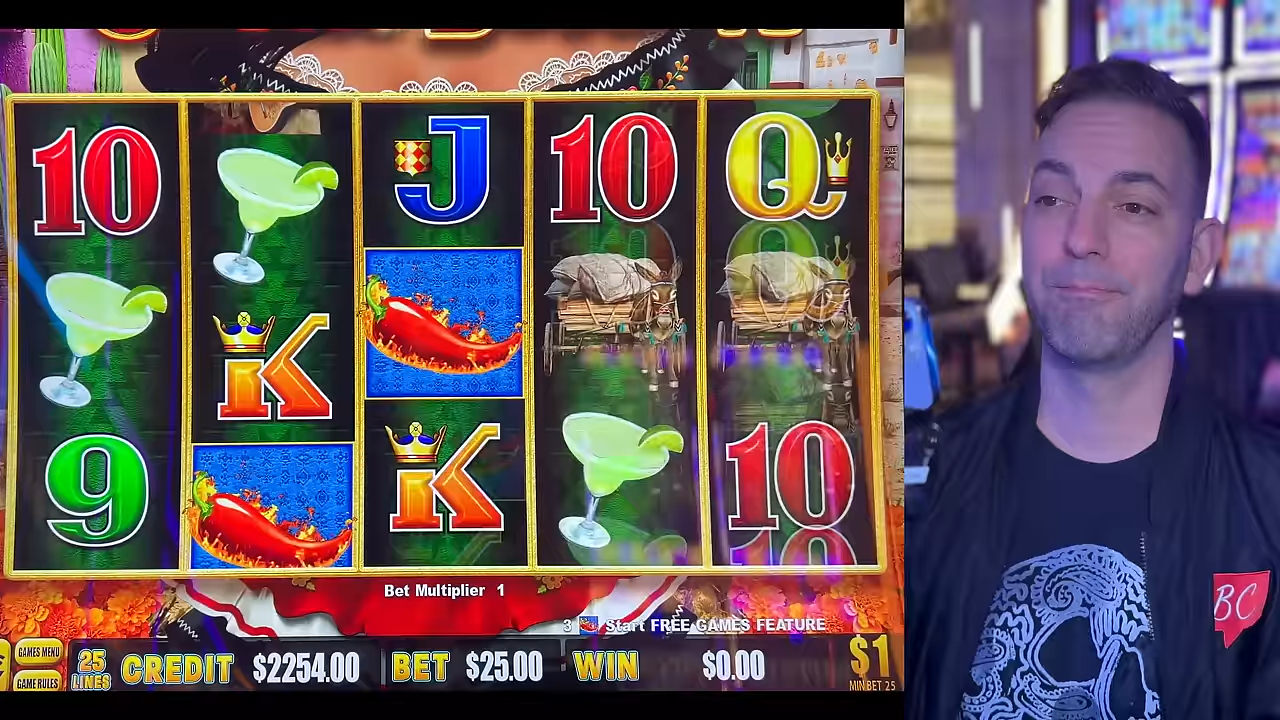 10 J 10 Q
K
9 K 10
10
Bet Multiplier 1
3 Start FREE GAMES FEATURE
GAMES MENU
GAME RULES
25 LINES
CREDIT $2254.00 BET $25.00 WIN $0.00
$1
MIN BET 25
BC